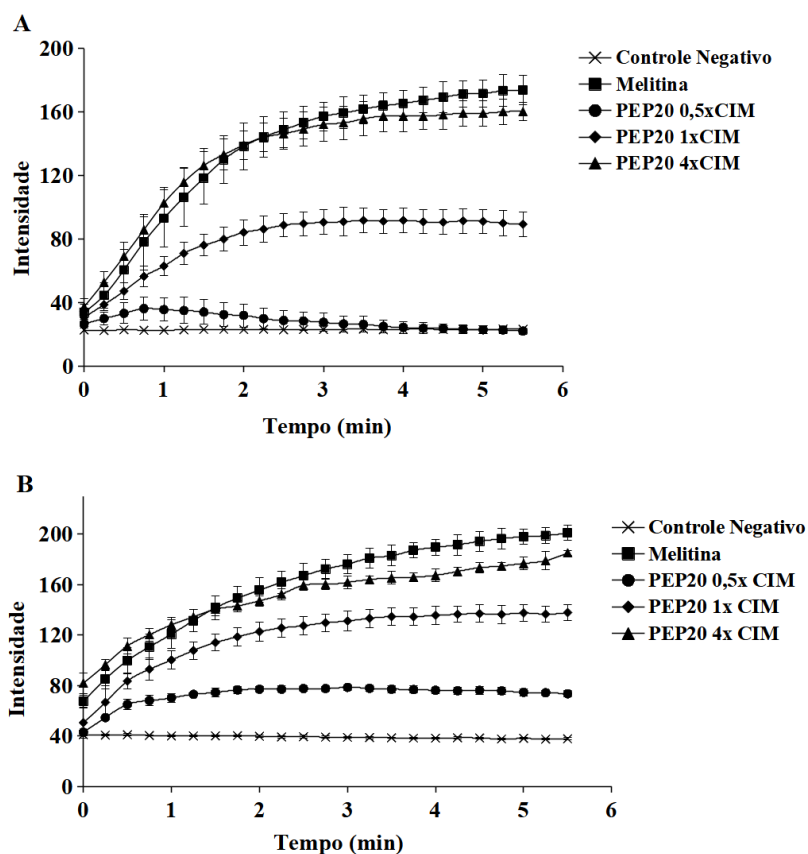 A
200
160
120
80
40
0
Intensidade
0 1 2 3 4 5 6
Tempo (min)
Controle Negativo
Melitina
PEP20 0,5xCIM
PEP20 1xCIM
PEP20 4xCIM
B
200
160
120
80
40
0
Intensidade
0 1 2 3 4 5 6
Tempo (min)
Controle Negativo
Melitina
PEP20 0,5x CIM
PEP20 1x CIM
PEP20 4x CIM